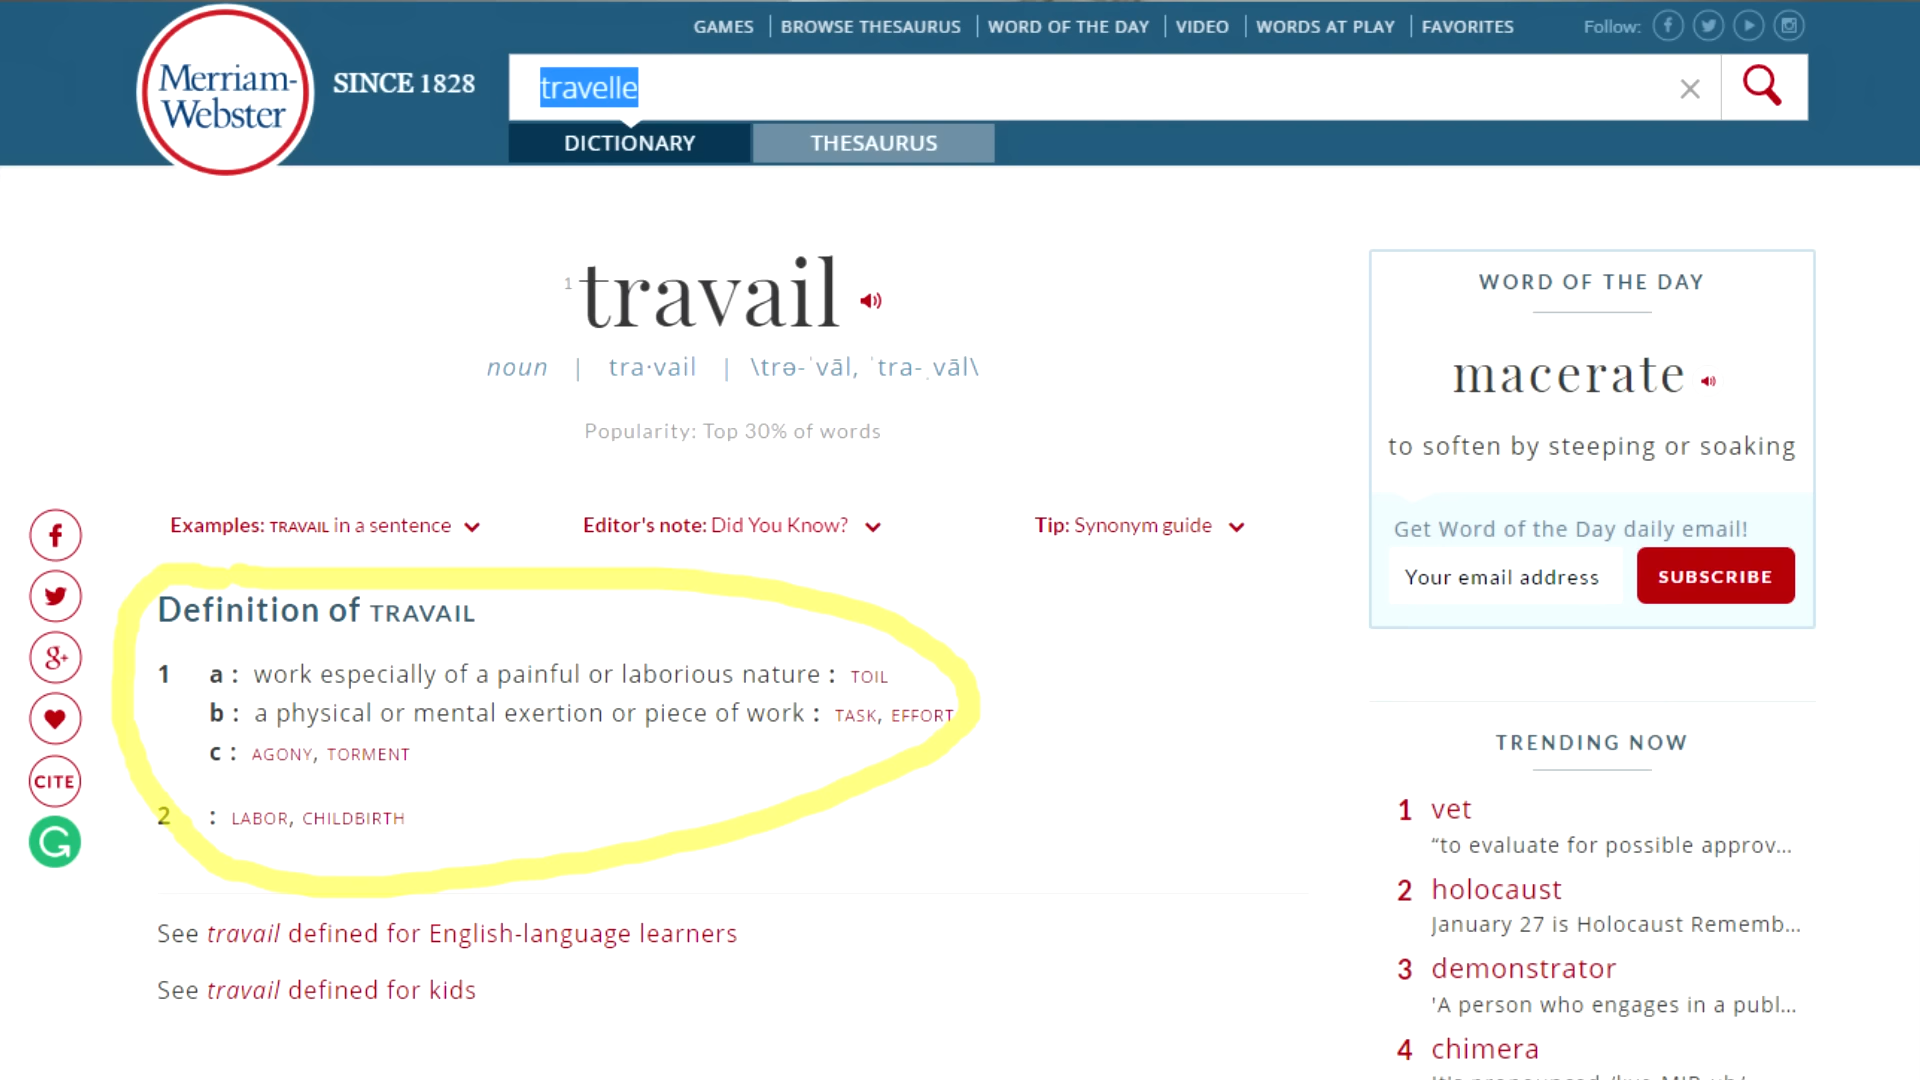 GAMES BROWSE THESAURUS WORD OF THE DAY VIDEO WORDS AT PLAY FAVORITES Follow:
Merriam-
Webster
SINCE 1828
travelle
DICTIONARY THESAURUS
1 travail
noun | tra·vail | \trə-ˈvāl, ˈtra-ˌvāl\
Popularity: Top 30% of words
Examples: TRAVAIL in a sentence
Editor's note: Did You Know?
Tip: Synonym guide
Definition of TRAVAIL
1 a : work especially of a painful or laborious nature : TOIL
b : a physical or mental exertion or piece of work : TASK, EFFORT
c : AGONY, TORMENT
2 : LABOR, CHILDBIRTH
See travail defined for English-language learners
See travail defined for kids
g+
CITE
WORD OF THE DAY
macerate
to soften by steeping or soaking
Get Word of the Day daily email!
Your email address SUBSCRIBE
TRENDING NOW
1 vet
“to evaluate for possible approv...
2 holocaust
January 27 is Holocaust Rememb...
3 demonstrator
'A person who engages in a publ...
4 chimera